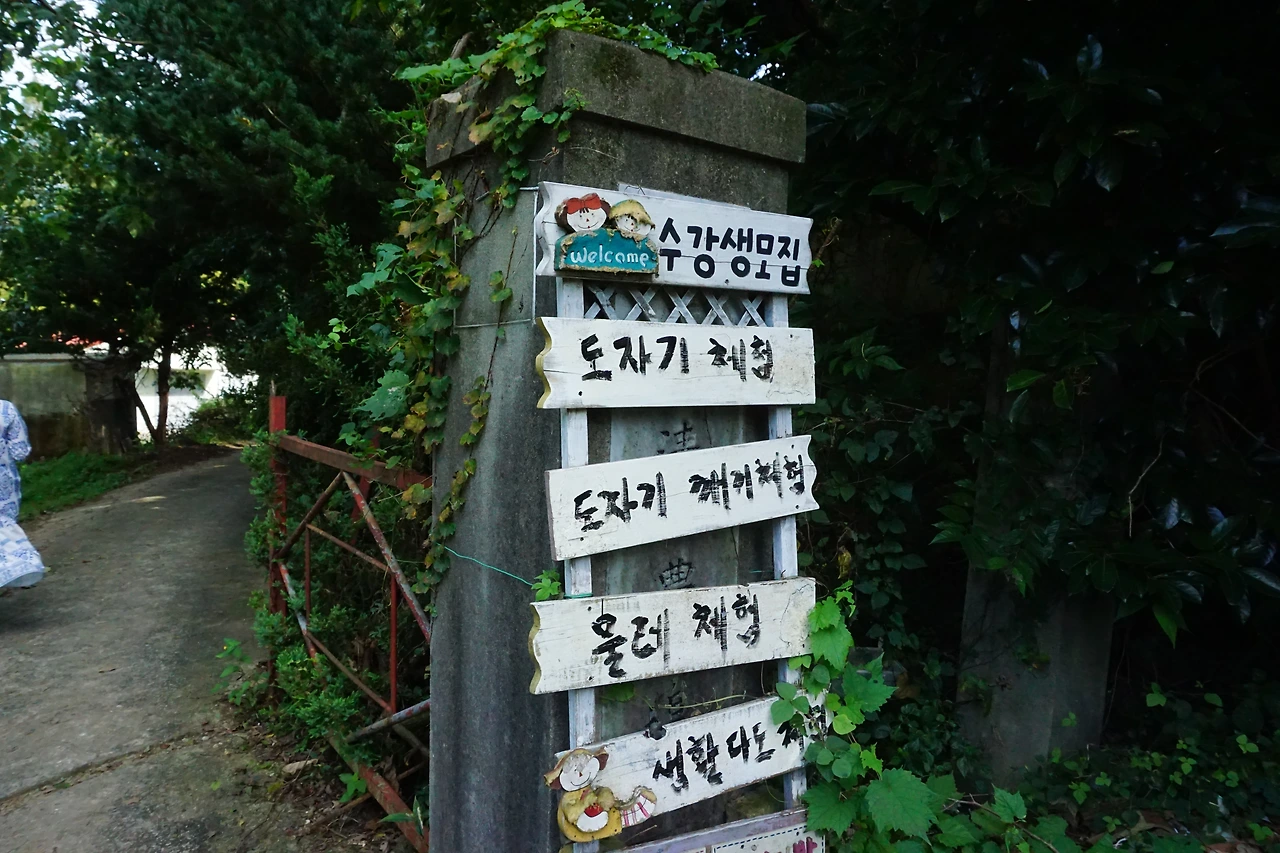 welcome
수강생모집
도자기 체험
도자기 깨기체험
물레 체험
생활다도